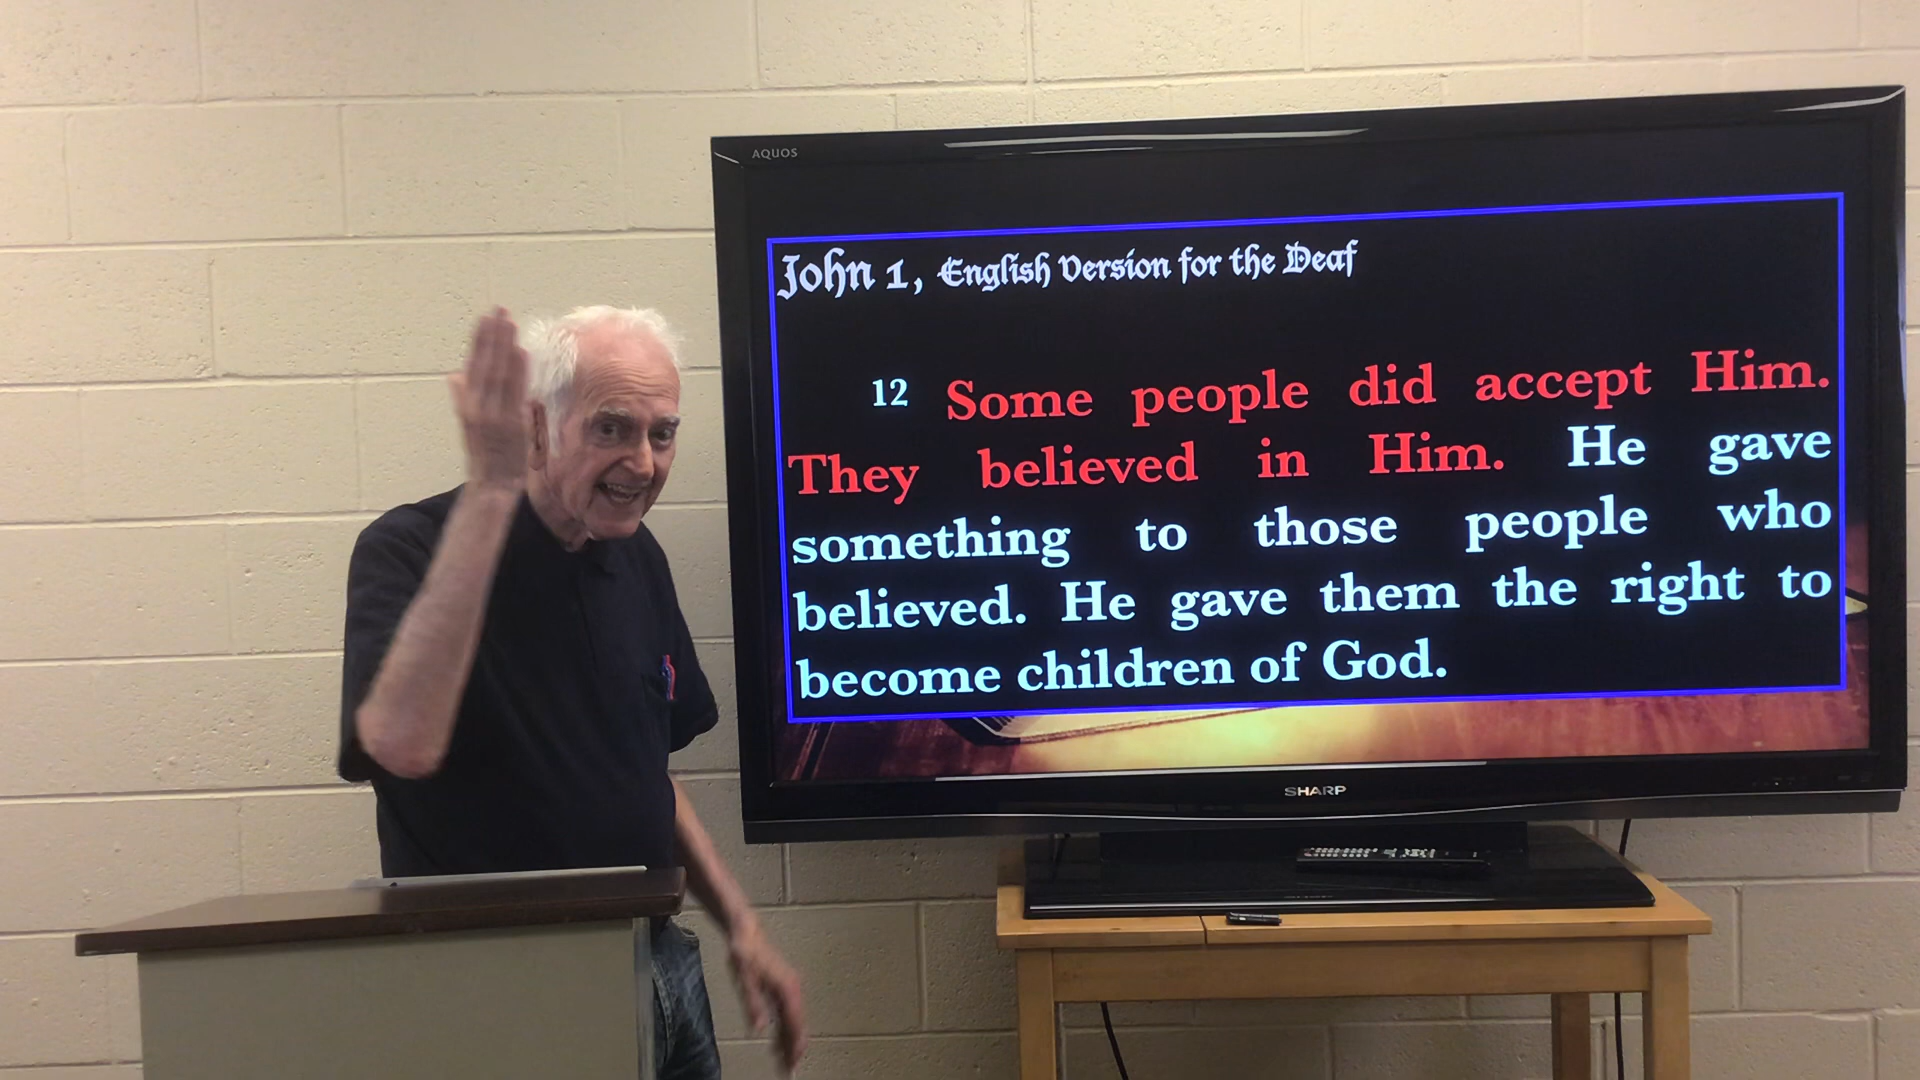 AQUOS
John 1, English Version for the Deaf
12 Some people did accept Him.
They believed in Him. He gave
something to those people who
believed. He gave them the right to
become children of God.
SHARP